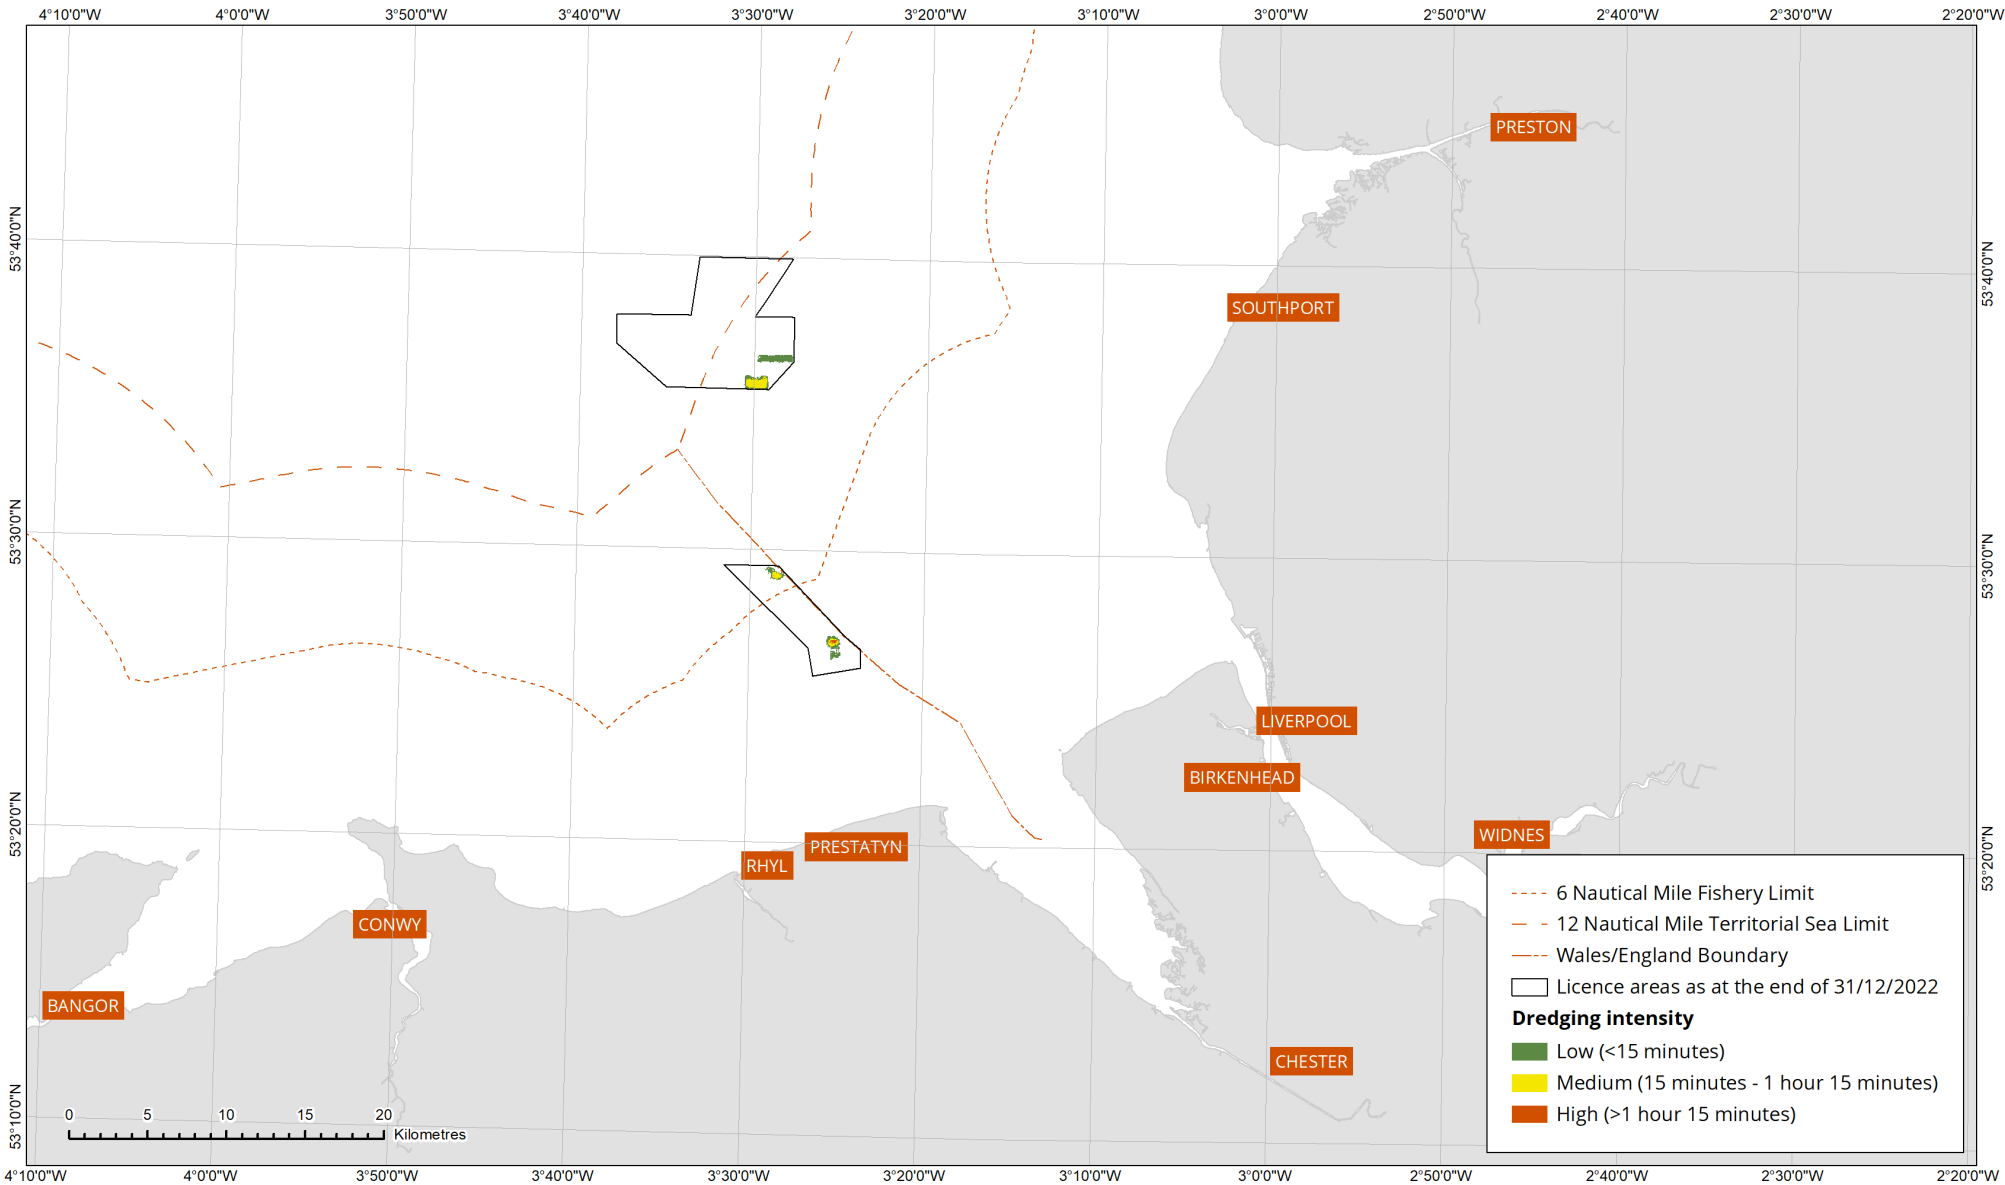 4°10'0"W 4°0'0"W 3°50'0"W 3°40'0"W 3°30'0"W 3°20'0"W 3°10'0"W 3°0'0"W 2°50'0"W 2°40'0"W 2°30'0"W 2°20'0"W
PRESTON
53°40'0"N
53°40'0"N
SOUTHPORT
53°30'0"N
53°30'0"N
LIVERPOOL
BIRKENHEAD
53°20'0"N
WIDNES
PRESTATYN
RHYL
53°20'0"N
CONWY
BANGOR
CHESTER
53°10'0"N
6 Nautical Mile Fishery Limit
12 Nautical Mile Territorial Sea Limit
Wales/England Boundary
Licence areas as at the end of 31/12/2022
Dredging intensity
Low (<15 minutes)
Medium (15 minutes - 1 hour 15 minutes)
High (>1 hour 15 minutes)
0 5 10 15 20
Kilometres
4°10'0"W 4°0'0"W 3°50'0"W 3°40'0"W 3°30'0"W 3°20'0"W 3°10'0"W 3°0'0"W 2°50'0"W 2°40'0"W 2°30'0"W 2°20'0"W